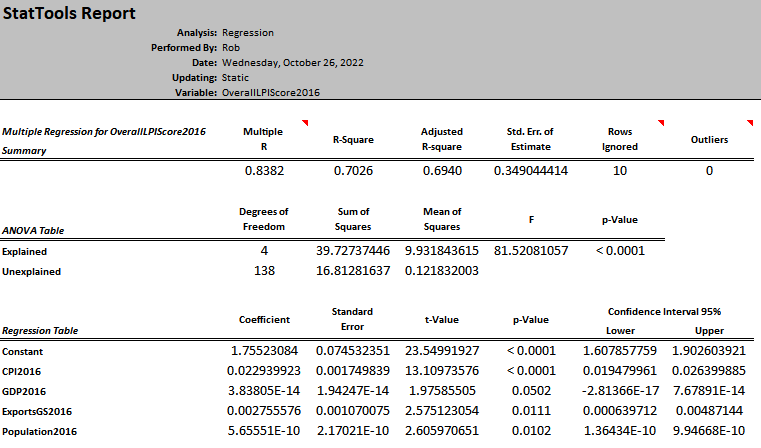 StatTools Report
Analysis: Regression
Performed By: Rob
Date: Wednesday, October 26, 2022
Updating: Static
Variable: OverallLPIScore2016
Multiple Regression for OverallLPIScore2016 Multiple Adjusted Std. Err. of Rows
R-Square Outliers
Summary R R-square Estimate Ignored
0.8382 0.7026 0.6940 0.349044414 10 0
Degrees of Sum of Mean of
F p-Value
ANOVA Table Freedom Squares Squares
Explained 4 39.72737446 9.931843615 81.52081057 < 0.0001
Unexplained 138 16.81281637 0.121832003
Standard Confidence Interval 95%
Coefficient t-Value p-Value
Regression Table Error Lower Upper
Constant 1.75523084 0.074532351 23.54991927 < 0.0001 1.607857759 1.902603921
CPI2016 0.022939923 0.001749839 13.10973576 < 0.0001 0.019479961 0.026399885
GDP2016 3.83805E-14 1.94247E-14 1.97585505 0.0502 -2.81366E-17 7.67891E-14
ExportsGS2016 0.002755576 0.001070075 2.575123054 0.0111 0.000639712 0.00487144
Population2016 5.65551E-10 2.17021E-10 2.605970651 0.0102 1.36434E-10 9.94668E-10